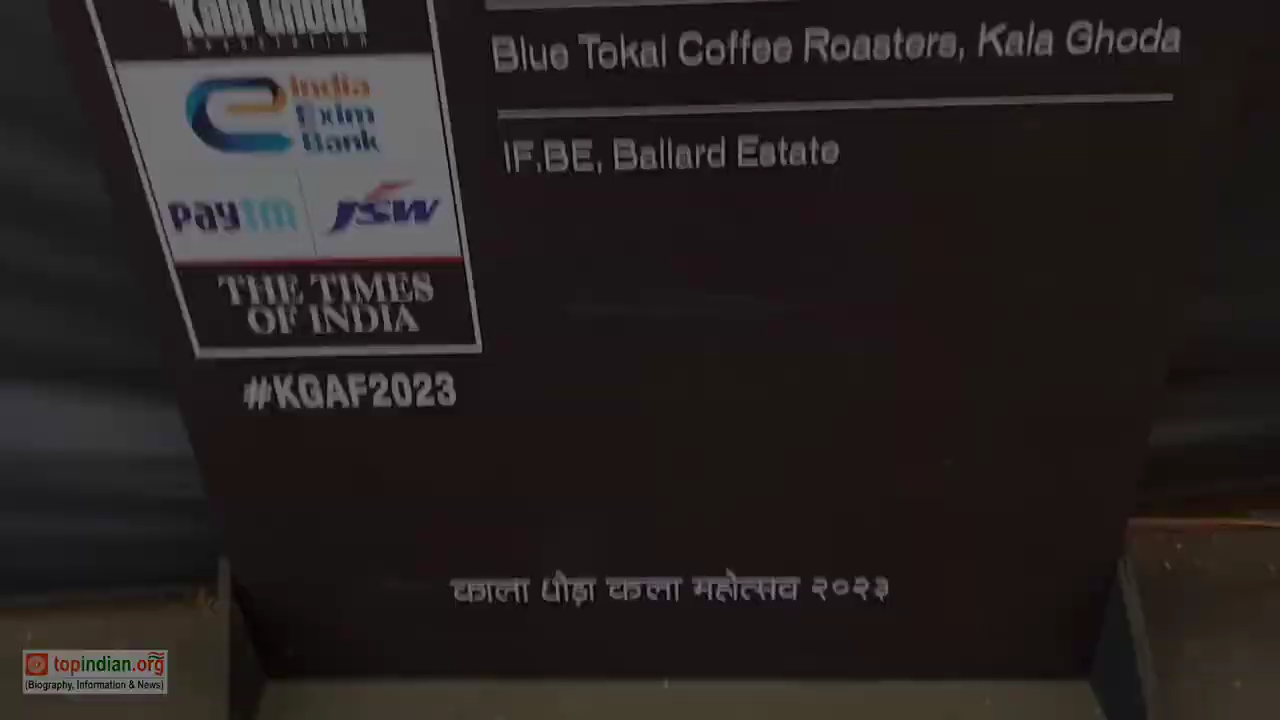 Kala Ghoda
ASSOCIATION
India
Exim
Bank
paytm
JSW
THE TIMES
OF INDIA
#KGAF2023
Blue Tokai Coffee Roasters, Kala Ghoda
IF.BE, Ballard Estate
काला घोड़ा कला महोत्सव २०२३
topindian.org
(Biography, Information & News)